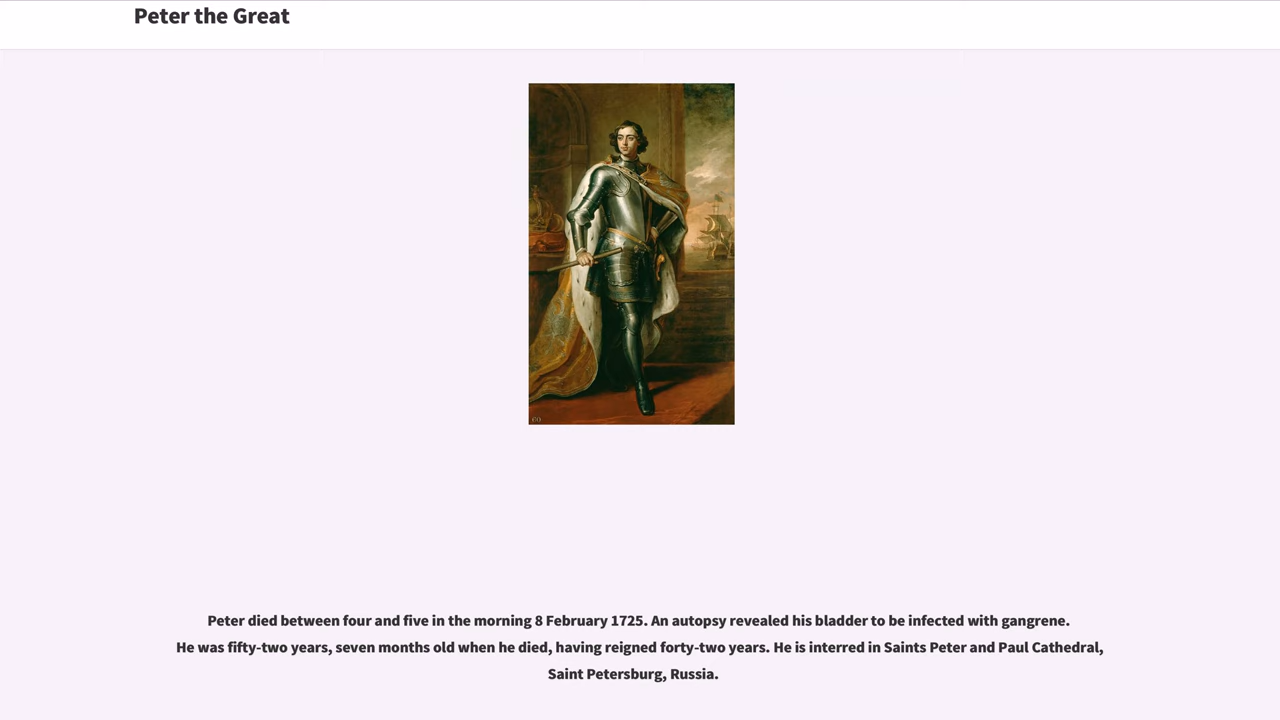 Peter the Great
Peter died between four and five in the morning 8 February 1725. An autopsy revealed his bladder to be infected with gangrene.
He was fifty-two years, seven months old when he died, having reigned forty-two years. He is interred in Saints Peter and Paul Cathedral,
Saint Petersburg, Russia.